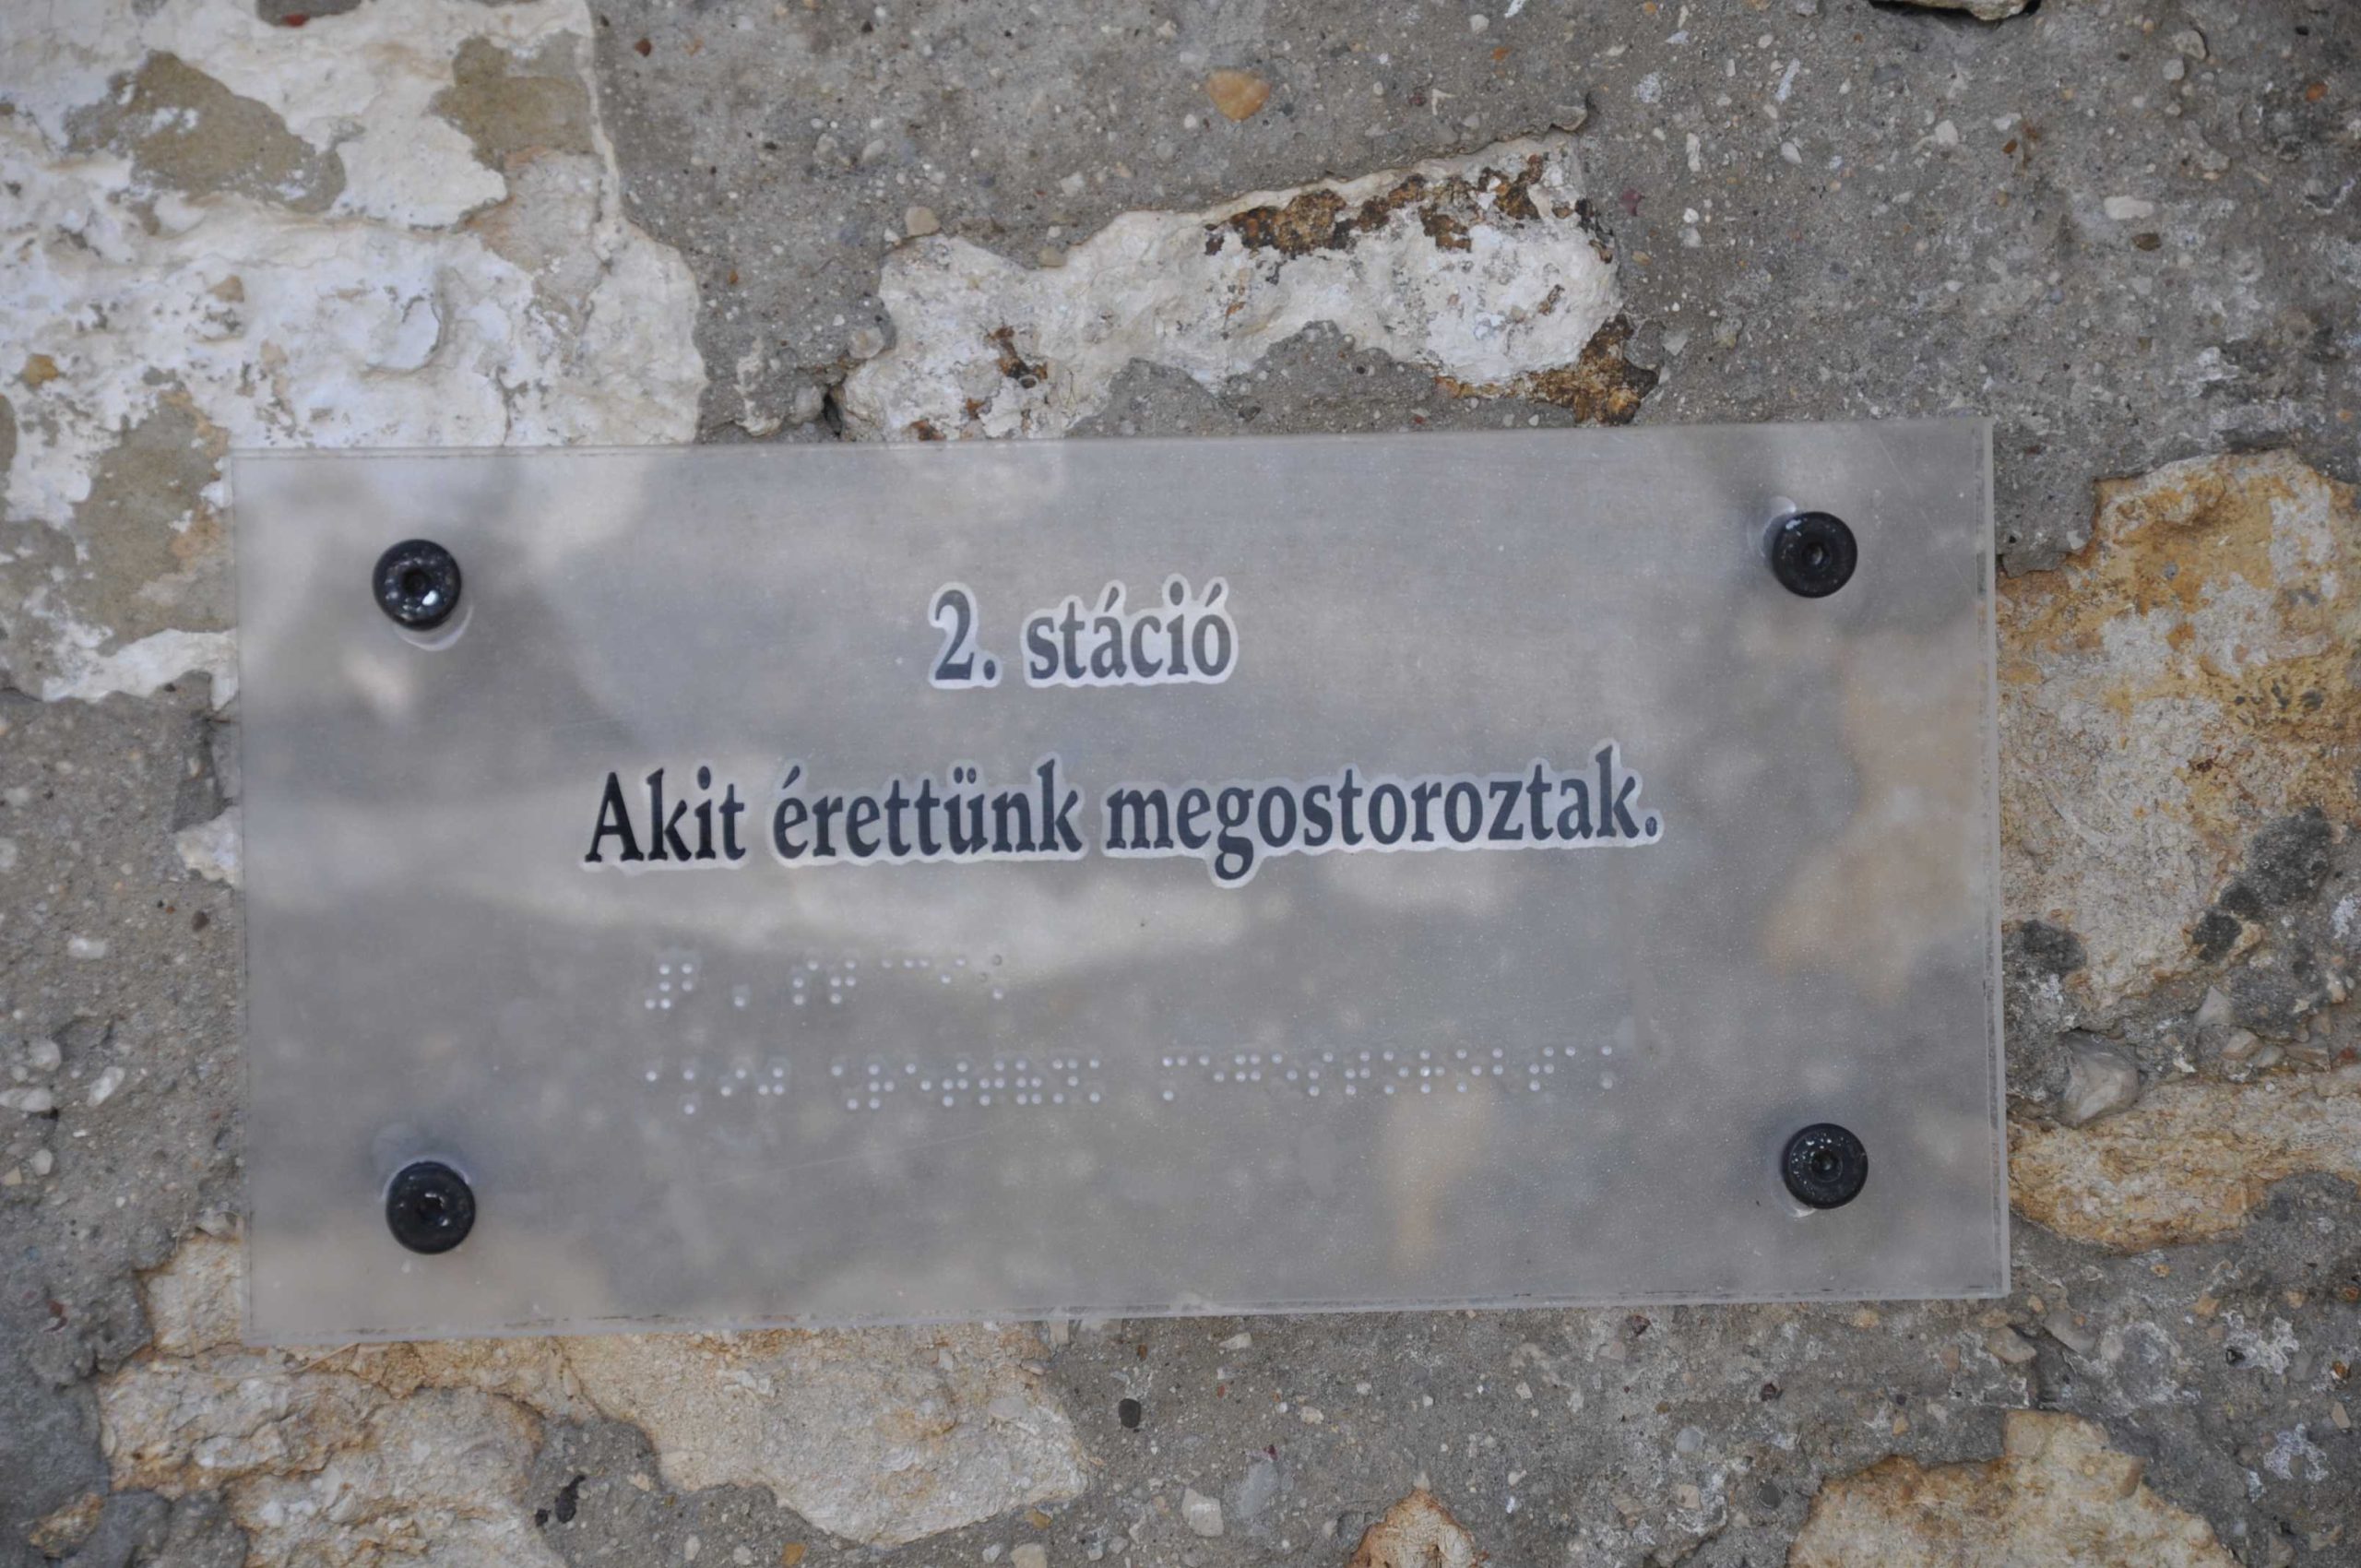 2. stáció
Akit érettünk megostoroztak.